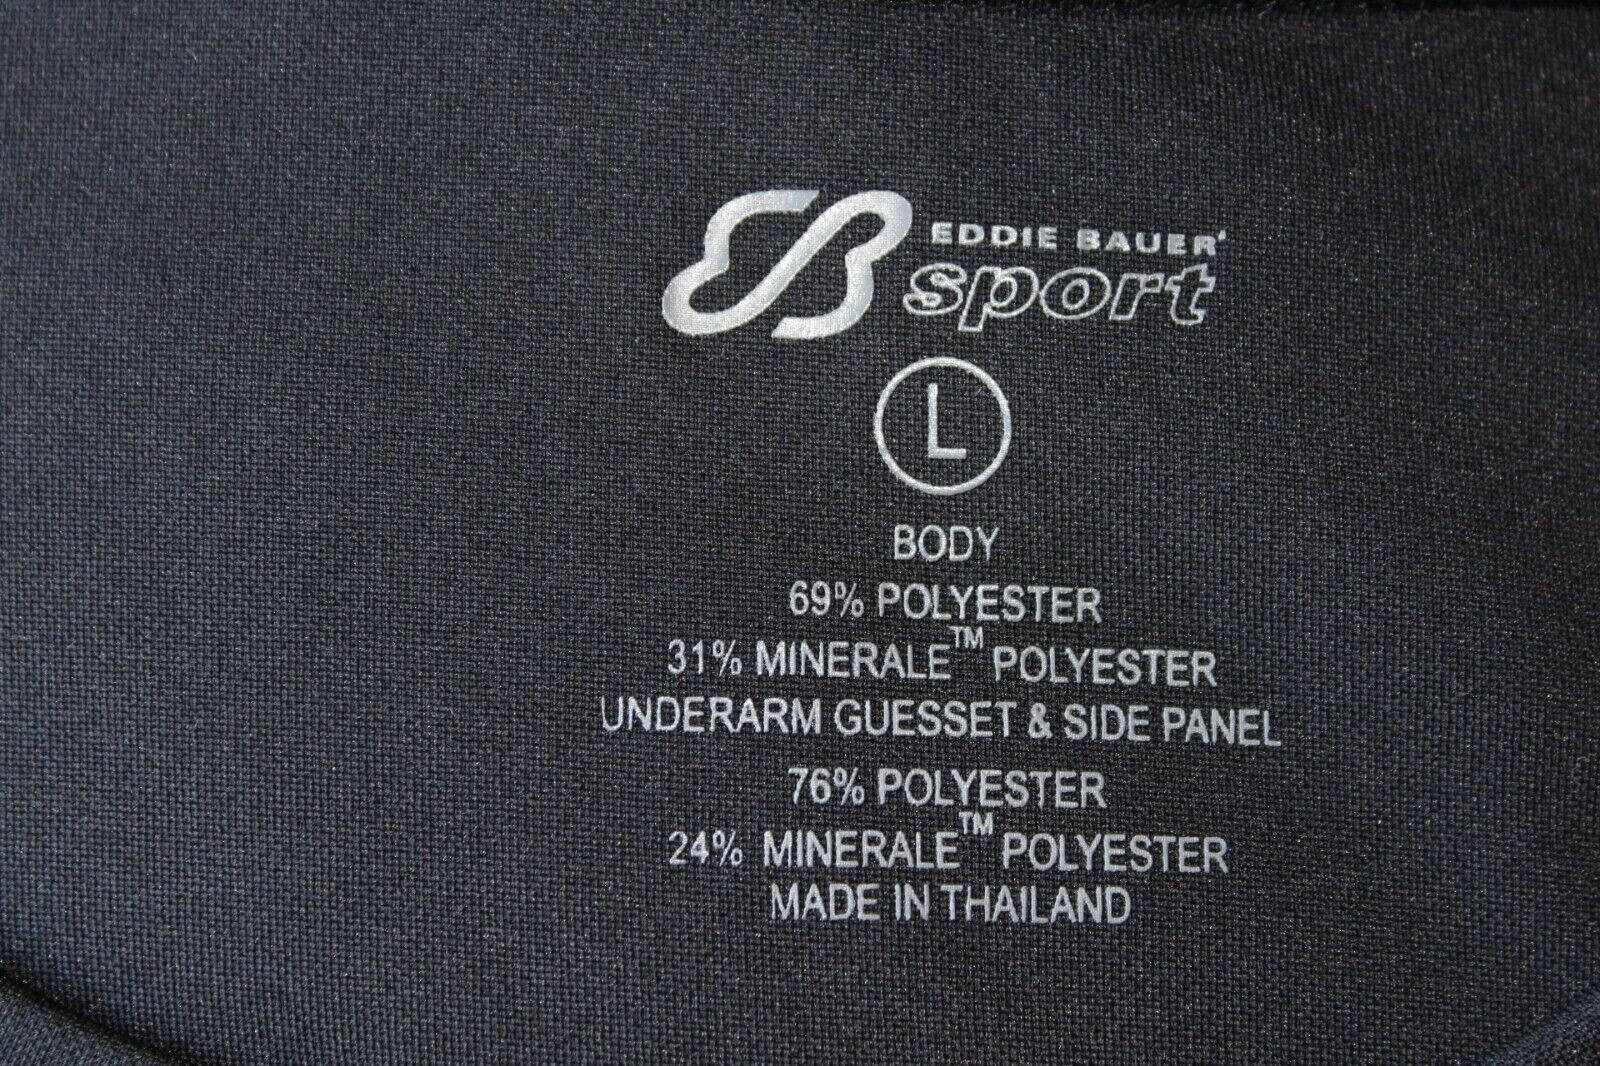 EB EDDIE BAUER
sport
L
BODY
69% POLYESTER
31% MINERALE™ POLYESTER
UNDERARM GUESSET & SIDE PANEL
76% POLYESTER
24% MINERALE™ POLYESTER
MADE IN THAILAND